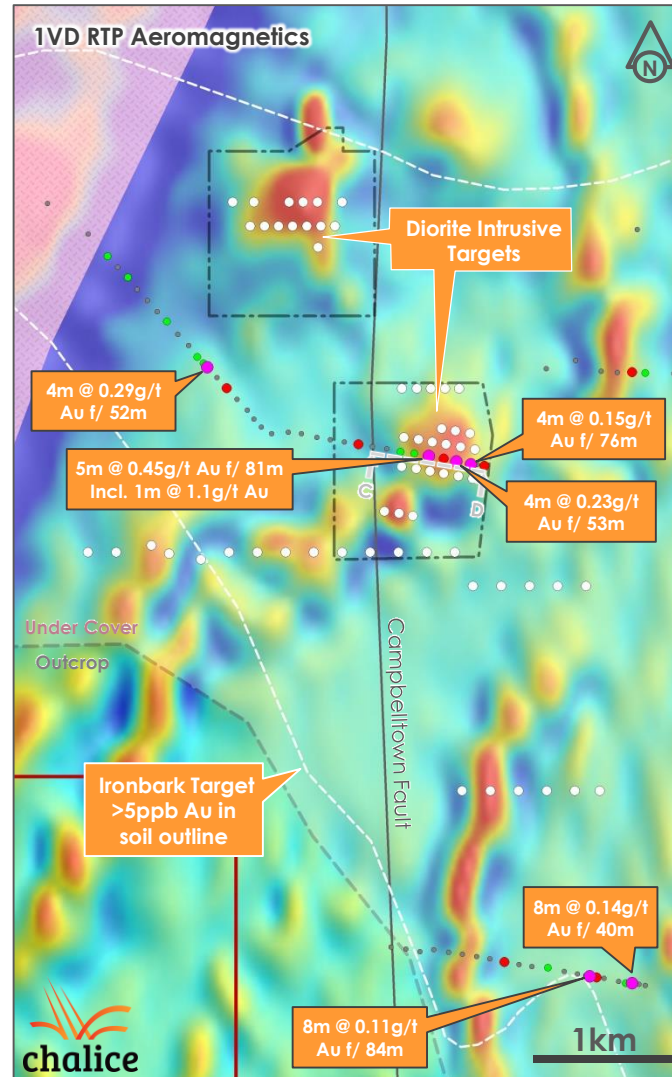 1VD RTP Aeromagnetics
N
Diorite Intrusive
Targets
4m @ 0.29g/t
Au f/ 52m
4m @ 0.15g/t
Au f/ 76m
5m @ 0.45g/t Au f/ 81m
Incl. 1m @ 1.1g/t Au
C
D
4m @ 0.23g/t
Au f/ 53m
Under Cover
Outcrop
Campbelltown Fault
Ironbark Target
>5ppb Au in
soil outline
8m @ 0.14g/t
Au f/ 40m
8m @ 0.11g/t
Au f/ 84m
1km
chalice